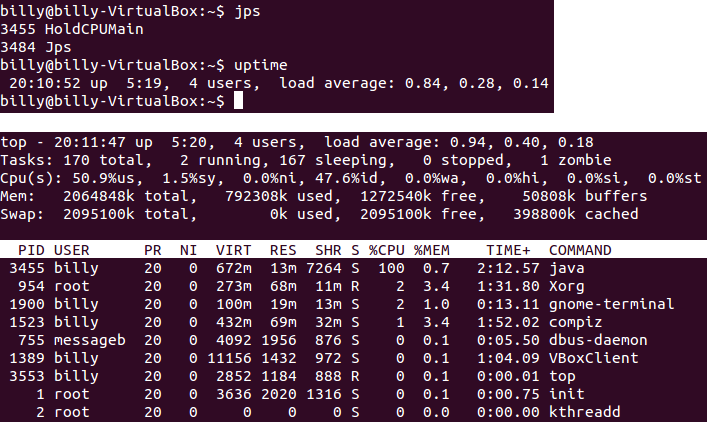 billy@billy-VirtualBox:~$ jps
3455 HoldCPUMain
3484 Jps
billy@billy-VirtualBox:~$ uptime
 20:10:52 up  5:19,  4 users,  load average: 0.84, 0.28, 0.14
billy@billy-VirtualBox:~$
top - 20:11:47 up  5:20,  4 users,  load average: 0.94, 0.40, 0.18
Tasks: 170 total,   2 running, 167 sleeping,   0 stopped,   1 zombie
Cpu(s): 50.9%us,  1.5%sy,  0.0%ni, 47.6%id,  0.0%wa,  0.0%hi,  0.0%si,  0.0%st
Mem:   2064848k total,   792308k used,  1272540k free,    50808k buffers
Swap:  2095100k total,        0k used,  2095100k free,   398800k cached
  PID USER      PR  NI  VIRT  RES  SHR S %CPU %MEM    TIME+  COMMAND
 3455 billy     20   0  672m  13m 7264 S  100  0.7   2:12.57 java
  954 root      20   0  273m  68m  11m R    2  3.4   1:31.80 Xorg
 1900 billy     20   0  100m  19m  13m S    2  1.0   0:13.11 gnome-terminal
 1523 billy     20   0  432m  69m  32m S    1  3.4   1:52.02 compiz
  755 messageb  20   0  4092 1956  876 S    0  0.1   0:05.50 dbus-daemon
 1389 billy     20   0 11156 1432  972 S    0  0.1   1:04.09 VBoxClient
 3553 billy     20   0  2852 1184  888 R    0  0.1   0:00.01 top
    1 root      20   0  3636 2020 1316 S    0  0.1   0:00.75 init
    2 root      20   0     0    0    0 S    0  0.0   0:00.00 kthreadd